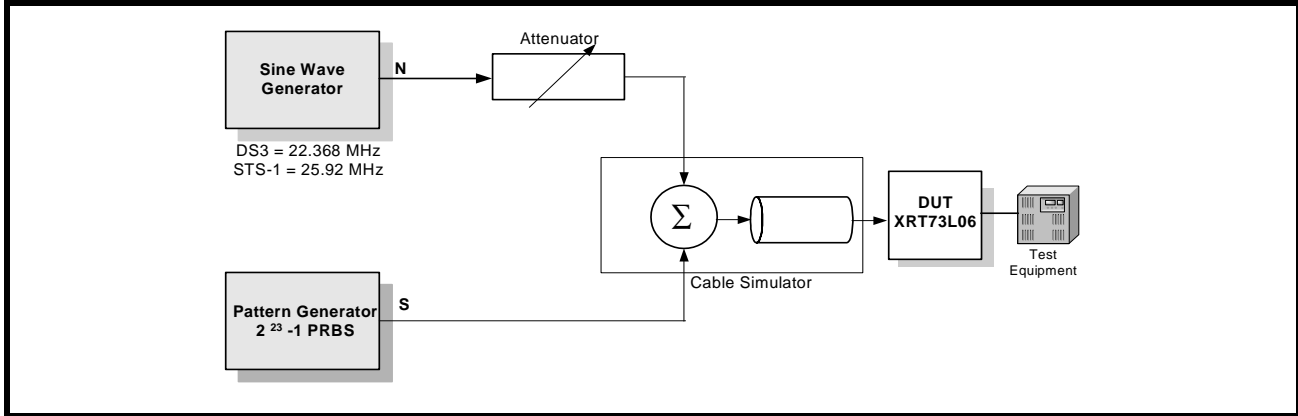 Attenuator
Sine Wave
Generator
N
DS3 = 22.368 MHz
STS-1 = 25.92 MHz
Σ
DUT
XRT73L06
Test
Equipment
Cable Simulator
Pattern Generator
2 23 -1 PRBS
S